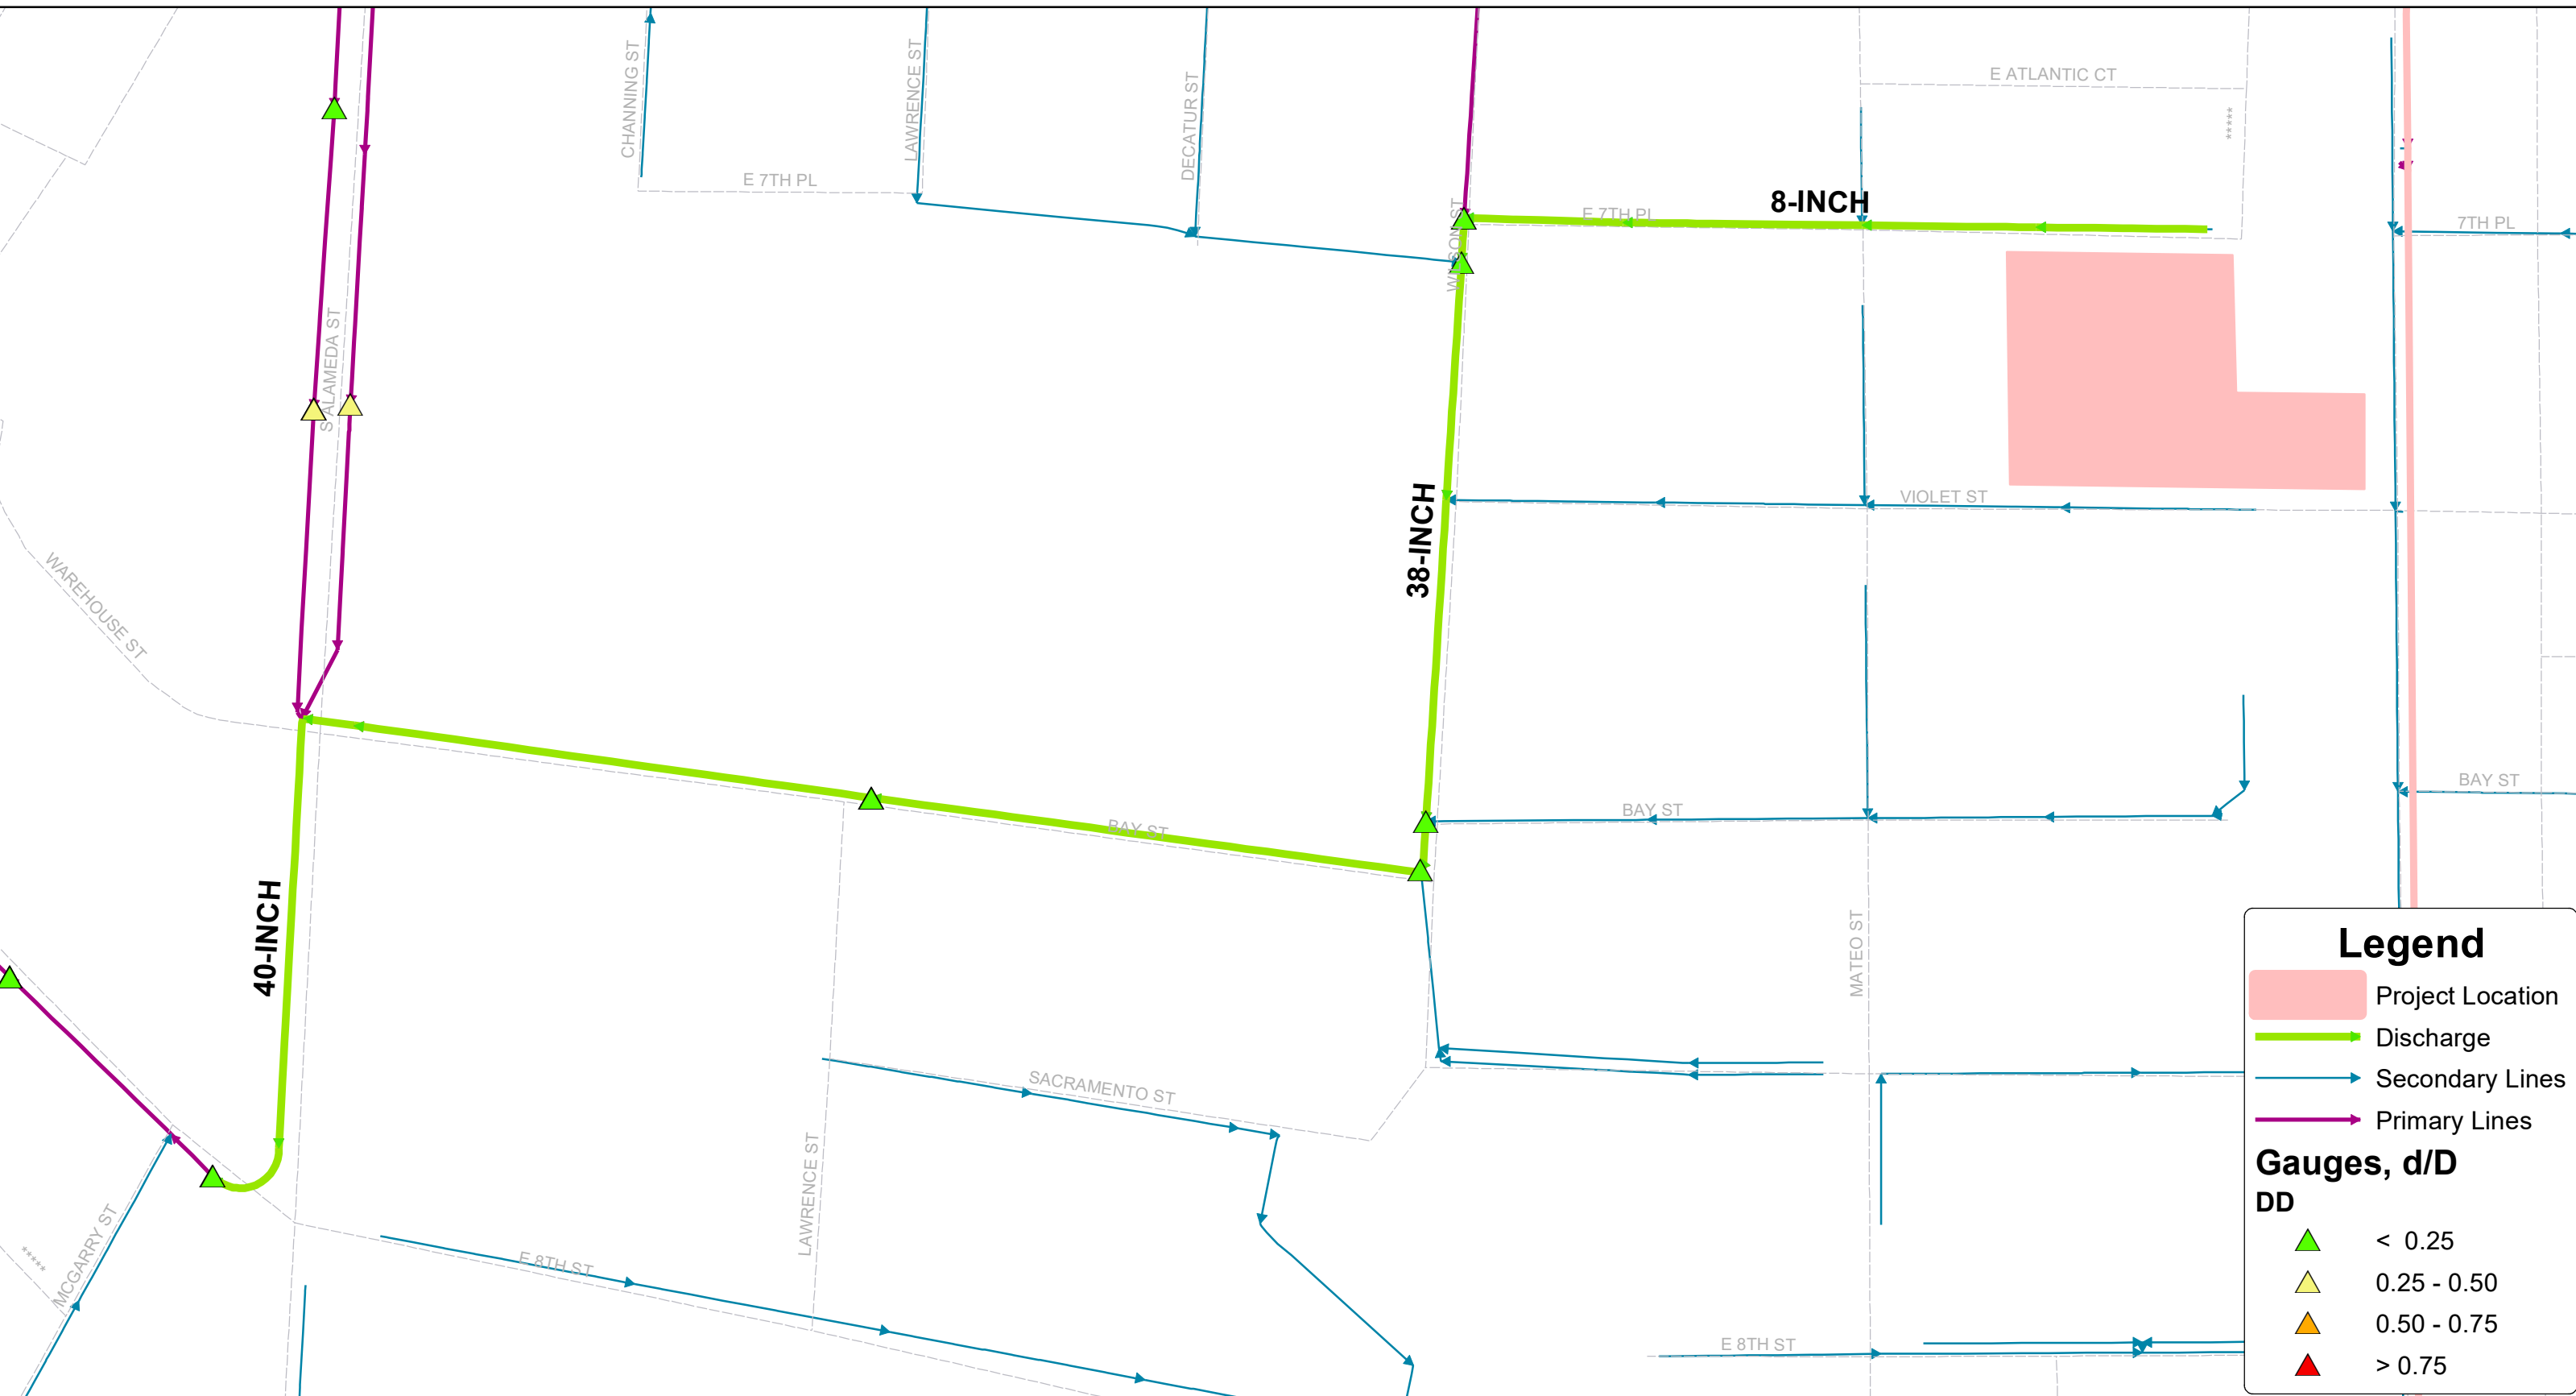 E ATLANTIC CT
*****
CHANNING ST
LAWRENCE ST
DECATUR ST
E 7TH PL
8-INCH
E 7TH PL
WILSON ST
7TH PL
S ALAMEDA ST
VIOLET ST
38-INCH
WAREHOUSE ST
BAY ST
BAY ST
BAY ST
40-INCH
MATEO ST
SACRAMENTO ST
LAWRENCE ST
MCGARRY ST
*****
E 8TH ST
E 8TH ST
Legend
Project Location
Discharge
Secondary Lines
Primary Lines
Gauges, d/D
DD
< 0.25
0.25 - 0.50
0.50 - 0.75
> 0.75